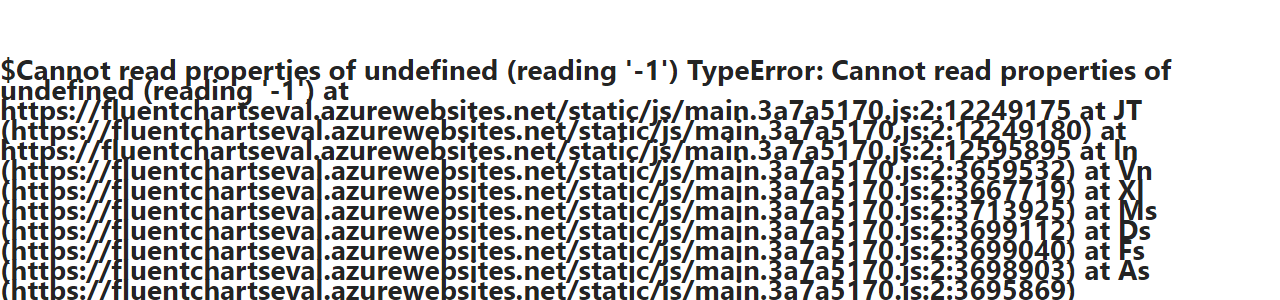 $Cannot read properties of undefined (reading '-1') TypeError: Cannot read properties of
undefined (reading '-1') at
https://fluentchartseval.azurewebsites.net/static/js/main.3a7a5170.js:2:12249175 at JT
(https://fluentchartseval.azurewebsites.net/static/js/main.3a7a5170.js:2:12249180) at
https://fluentchartseval.azurewebsites.net/static/js/main.3a7a5170.js:2:12595895 at In
(https://fluentchartseval.azurewebsites.net/static/js/main.3a7a5170.js:2:3659532) at Vn
(https://fluentchartseval.azurewebsites.net/static/js/main.3a7a5170.js:2:3667719) at Xl
(https://fluentchartseval.azurewebsites.net/static/js/main.3a7a5170.js:2:3713925) at Ms
(https://fluentchartseval.azurewebsites.net/static/js/main.3a7a5170.js:2:3699112) at Ds
(https://fluentchartseval.azurewebsites.net/static/js/main.3a7a5170.js:2:3699040) at Fs
(https://fluentchartseval.azurewebsites.net/static/js/main.3a7a5170.js:2:3698903) at As
(https://fluentchartseval.azurewebsites.net/static/js/main.3a7a5170.js:2:3695869)